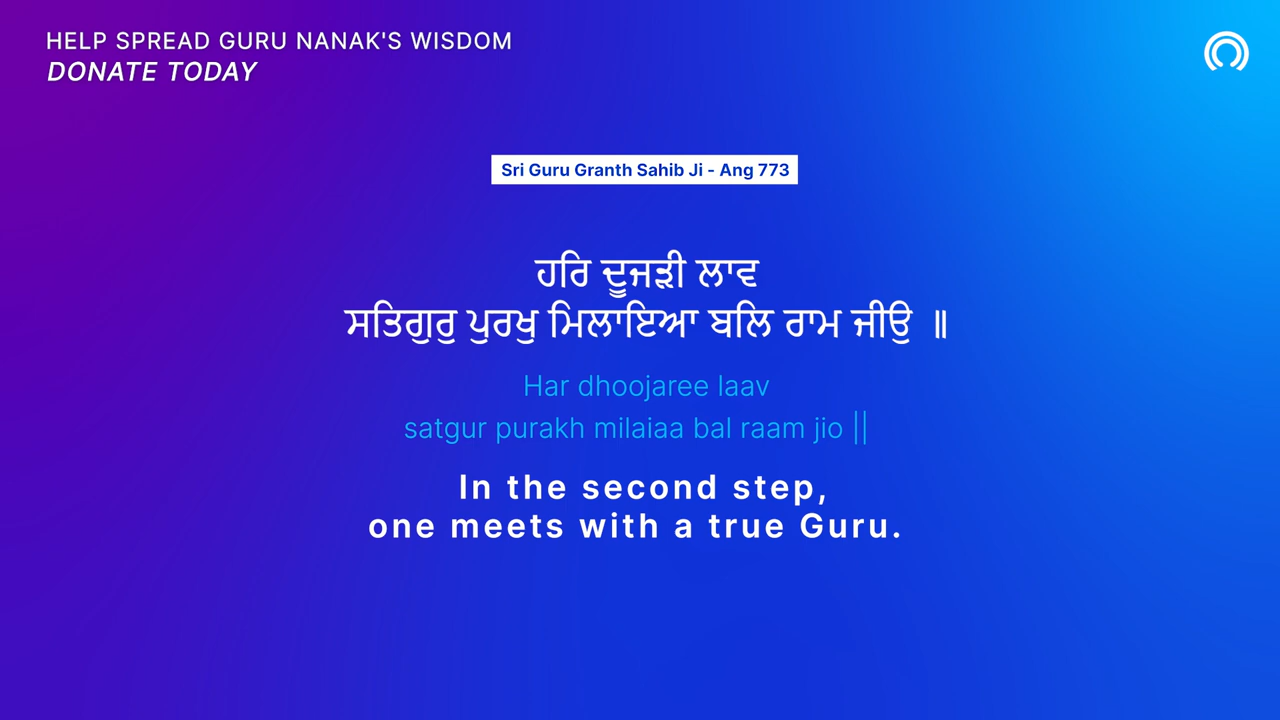 HELP SPREAD GURU NANAK'S WISDOM
DONATE TODAY
Sri Guru Granth Sahib Ji - Ang 773
ਹਰਿ ਦੂਜੜੀ ਲਾਵ
ਸਤਿਗੁਰੁ ਪੁਰਖੁ ਮਿਲਾਇਆ ਬਲਿ ਰਾਮ ਜੀਉ ॥
Har dhoojaree laav
satgur purakh milaiaa bal raam jio ||
In the second step,
one meets with a true Guru.